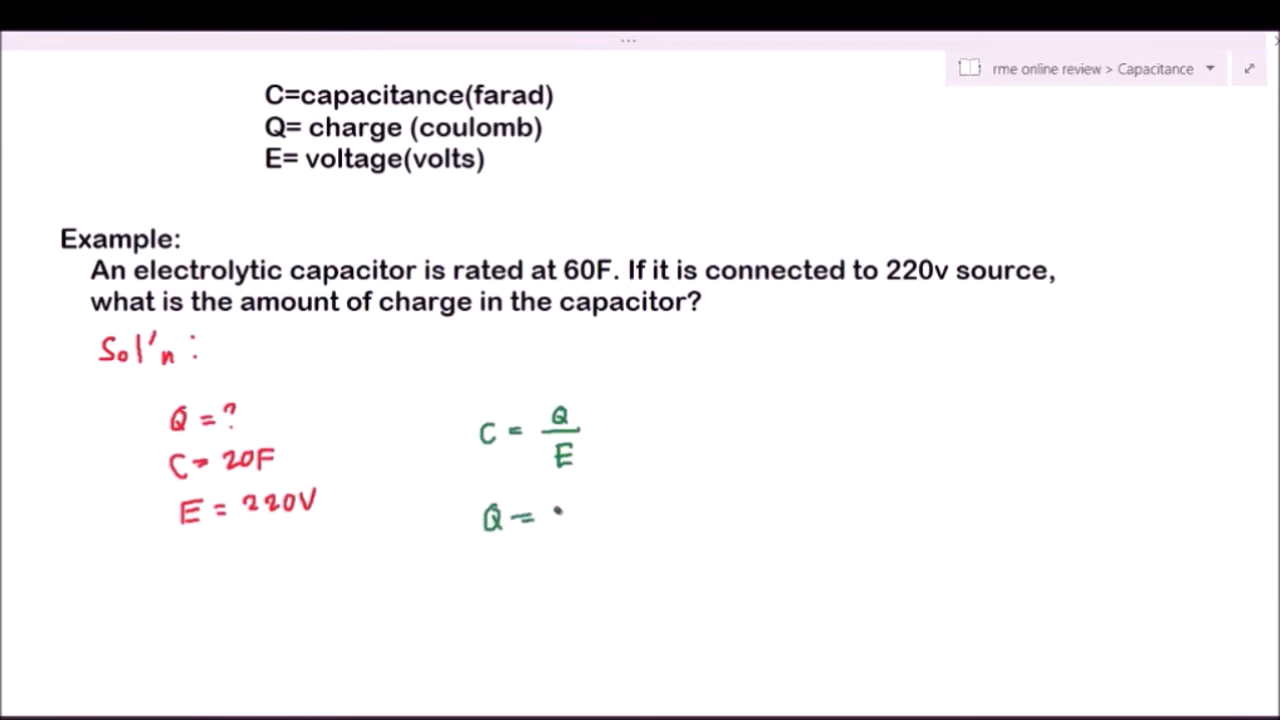 ...
rme online review > Capacitance
C=capacitance(farad)
Q= charge (coulomb)
E= voltage(volts)
Example:
An electrolytic capacitor is rated at 60F. If it is connected to 220v source,
what is the amount of charge in the capacitor?
Sol'n :
Q = ?
C = 20F
E = 220V
C = Q
E
Q =